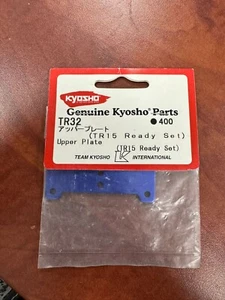 KYOSHO
Genuine Kyosho Parts
TR32 ●400
アッパープレート
(TR15 Ready Set)
Upper Plate
(TR15 Ready Set)
TEAM KYOSHO K INTERNATIONAL